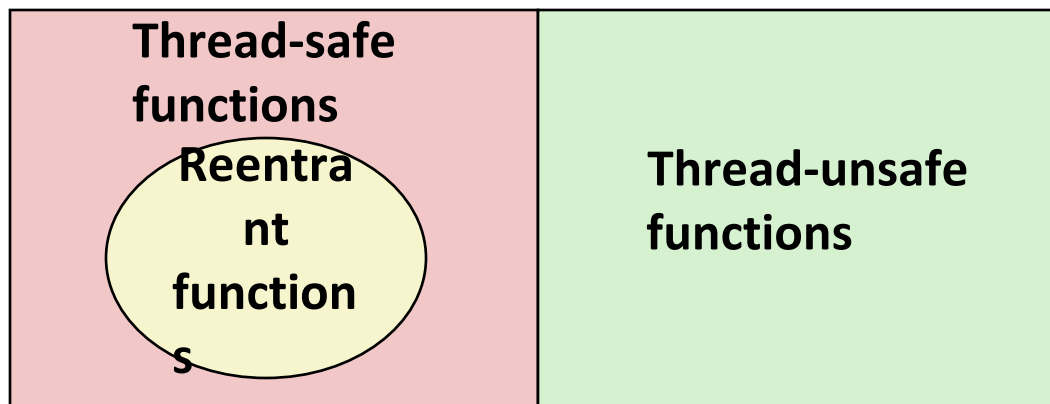 Thread-safe
functions
Reentra
nt
function
s
Thread-unsafe
functions